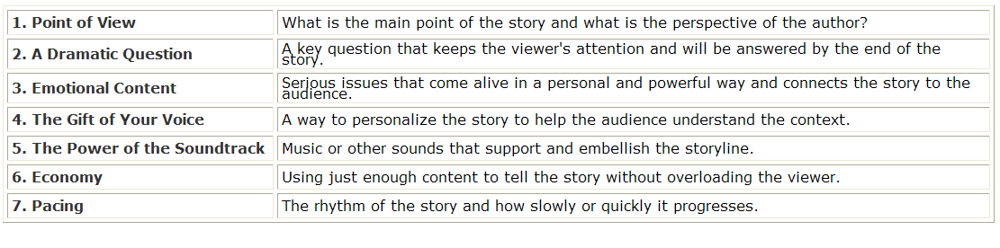 1. Point of View What is the main point of the story and what is the perspective of the author?
2. A Dramatic Question A key question that keeps the viewer's attention and will be answered by the end of the
story.
3. Emotional Content Serious issues that come alive in a personal and powerful way and connects the story to the
audience.
4. The Gift of Your Voice A way to personalize the story to help the audience understand the context.
5. The Power of the Soundtrack Music or other sounds that support and embellish the storyline.
6. Economy Using just enough content to tell the story without overloading the viewer.
7. Pacing The rhythm of the story and how slowly or quickly it progresses.